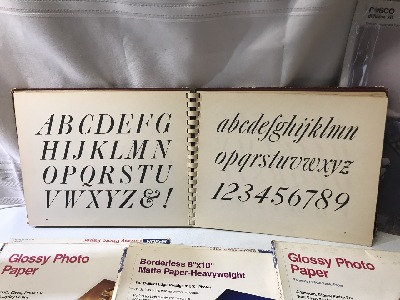 ABCDEFG
HIJKLMN
OPQRSTU
VWXYZ&!
abcdefghijklmn
opqrstuvwxyz
123456789
Glossy Photo
Paper
Borderless 8"x10"
Matte Paper-Heavyweight
Glossy Photo
Paper